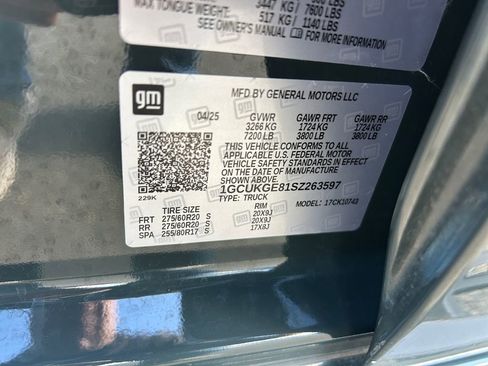 MAX TONGUE WEIGHT: 3447 KG/ 7600 LBS
517 KG / 1140 LBS
SEE OWNER'S MANUAL FOR MORE INFORMATION
gm
MFD BY GENERAL MOTORS LLC
04/25 GVWR GAWR FRT GAWR RR
3266 KG 1724 KG 1724 KG
7200 LB 3800 LB 3800 LB
THIS VEHICLE CONFORMS TO ALL APPLICABLE
U.S. FEDERAL MOTOR VEHICLE
SAFETY STANDARDS IN EFFECT ON THE
DATE OF MANUFACTURE SHOWN ABOVE.
1GCUKGE81SZ263597
TYPE: TRUCK MODEL: 17CK10743
229K
TIRE SIZE RIM
FRT 275/60R20 S 20X9J
RR 275/60R20 S 20X9J
SPA 255/80R17 S 17X8J